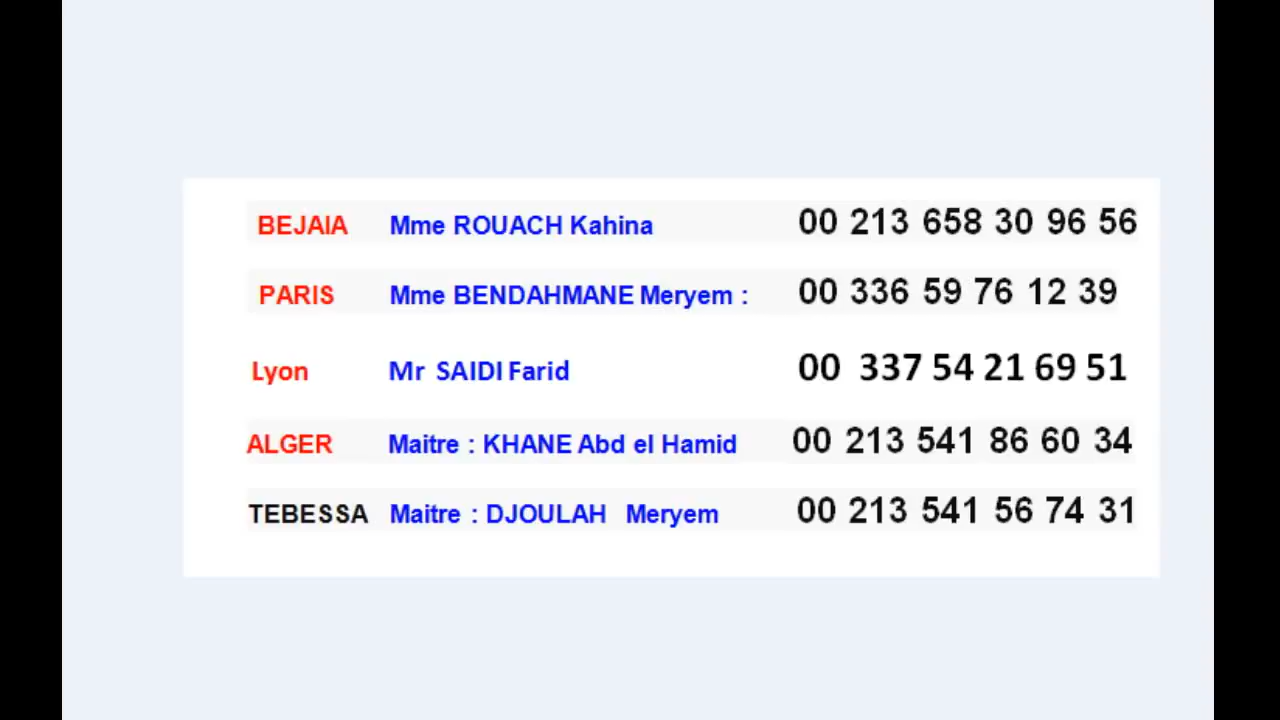 BEJAIA Mme ROUACH Kahina 00 213 658 30 96 56
PARIS Mme BENDAHMANE Meryem : 00 336 59 76 12 39
Lyon Mr SAIDI Farid 00 337 54 21 69 51
ALGER Maitre : KHANE Abd el Hamid 00 213 541 86 60 34
TEBESSA Maitre : DJOULAH Meryem 00 213 541 56 74 31